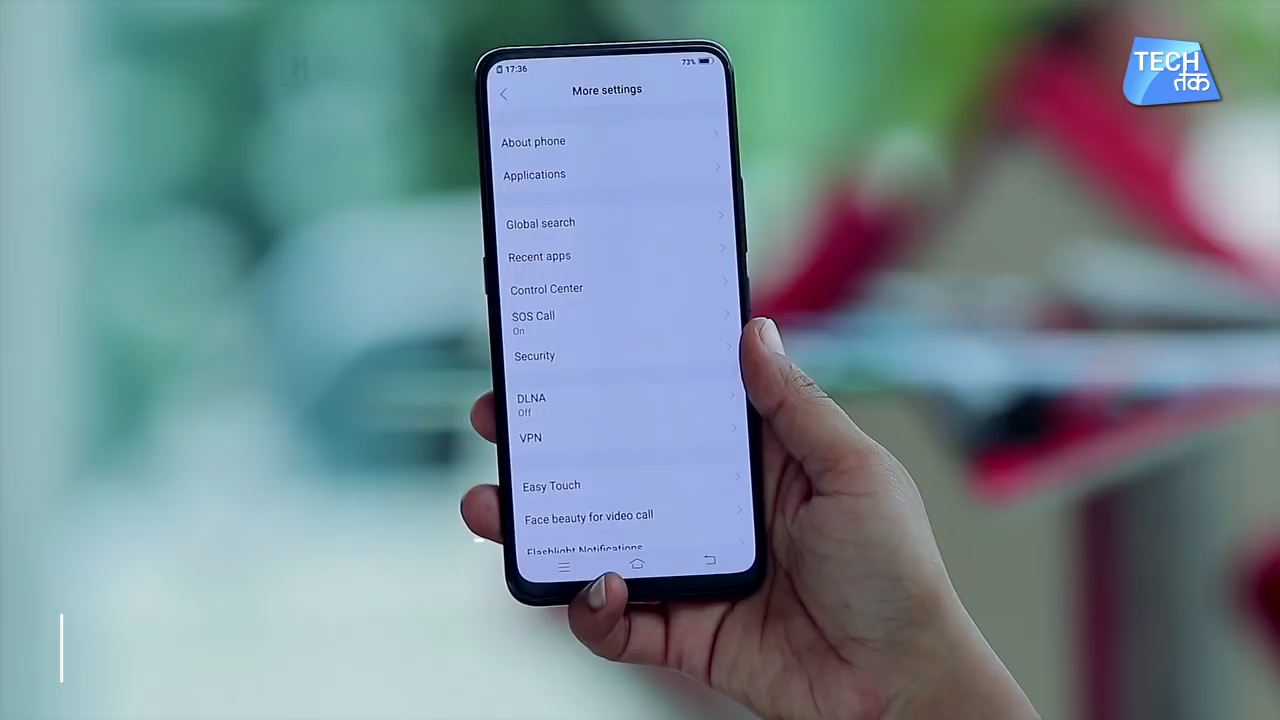 TECH
तक
17:36
73%
More settings
About phone
Applications
Global search
Recent apps
Control Center
SOS Call
On
Security
DLNA
Off
VPN
Easy Touch
Face beauty for video call
Flashlight Notifications